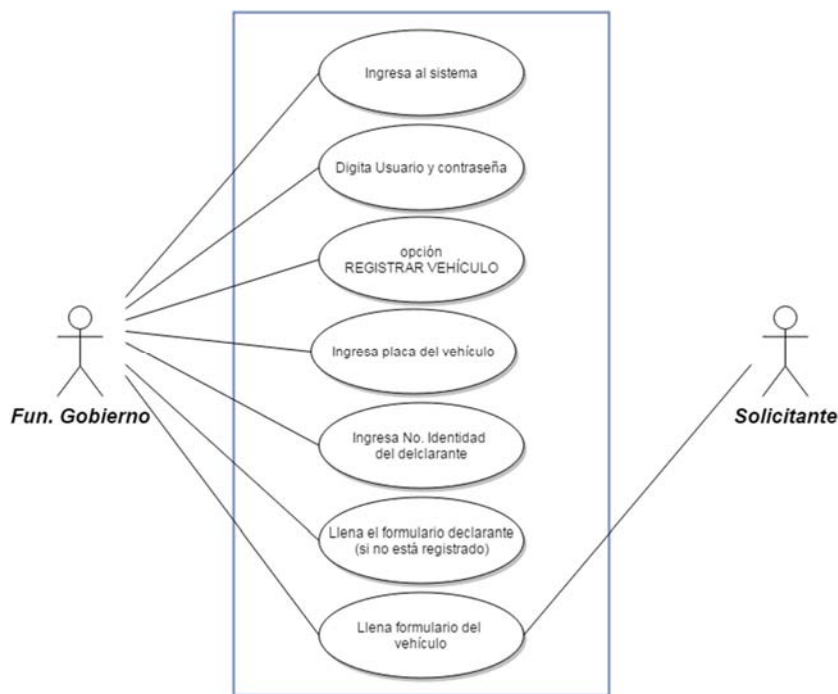 Ingresa al sistema
Digita Usuario y contraseña
opción
REGISTRAR VEHÍCULO
Ingresa placa del vehículo
Fun. Gobierno
Solicitante
Ingresa No. Identidad
del delclarante
Llena el formulario declarante
(si no está registrado)
Llena formulario del
vehículo